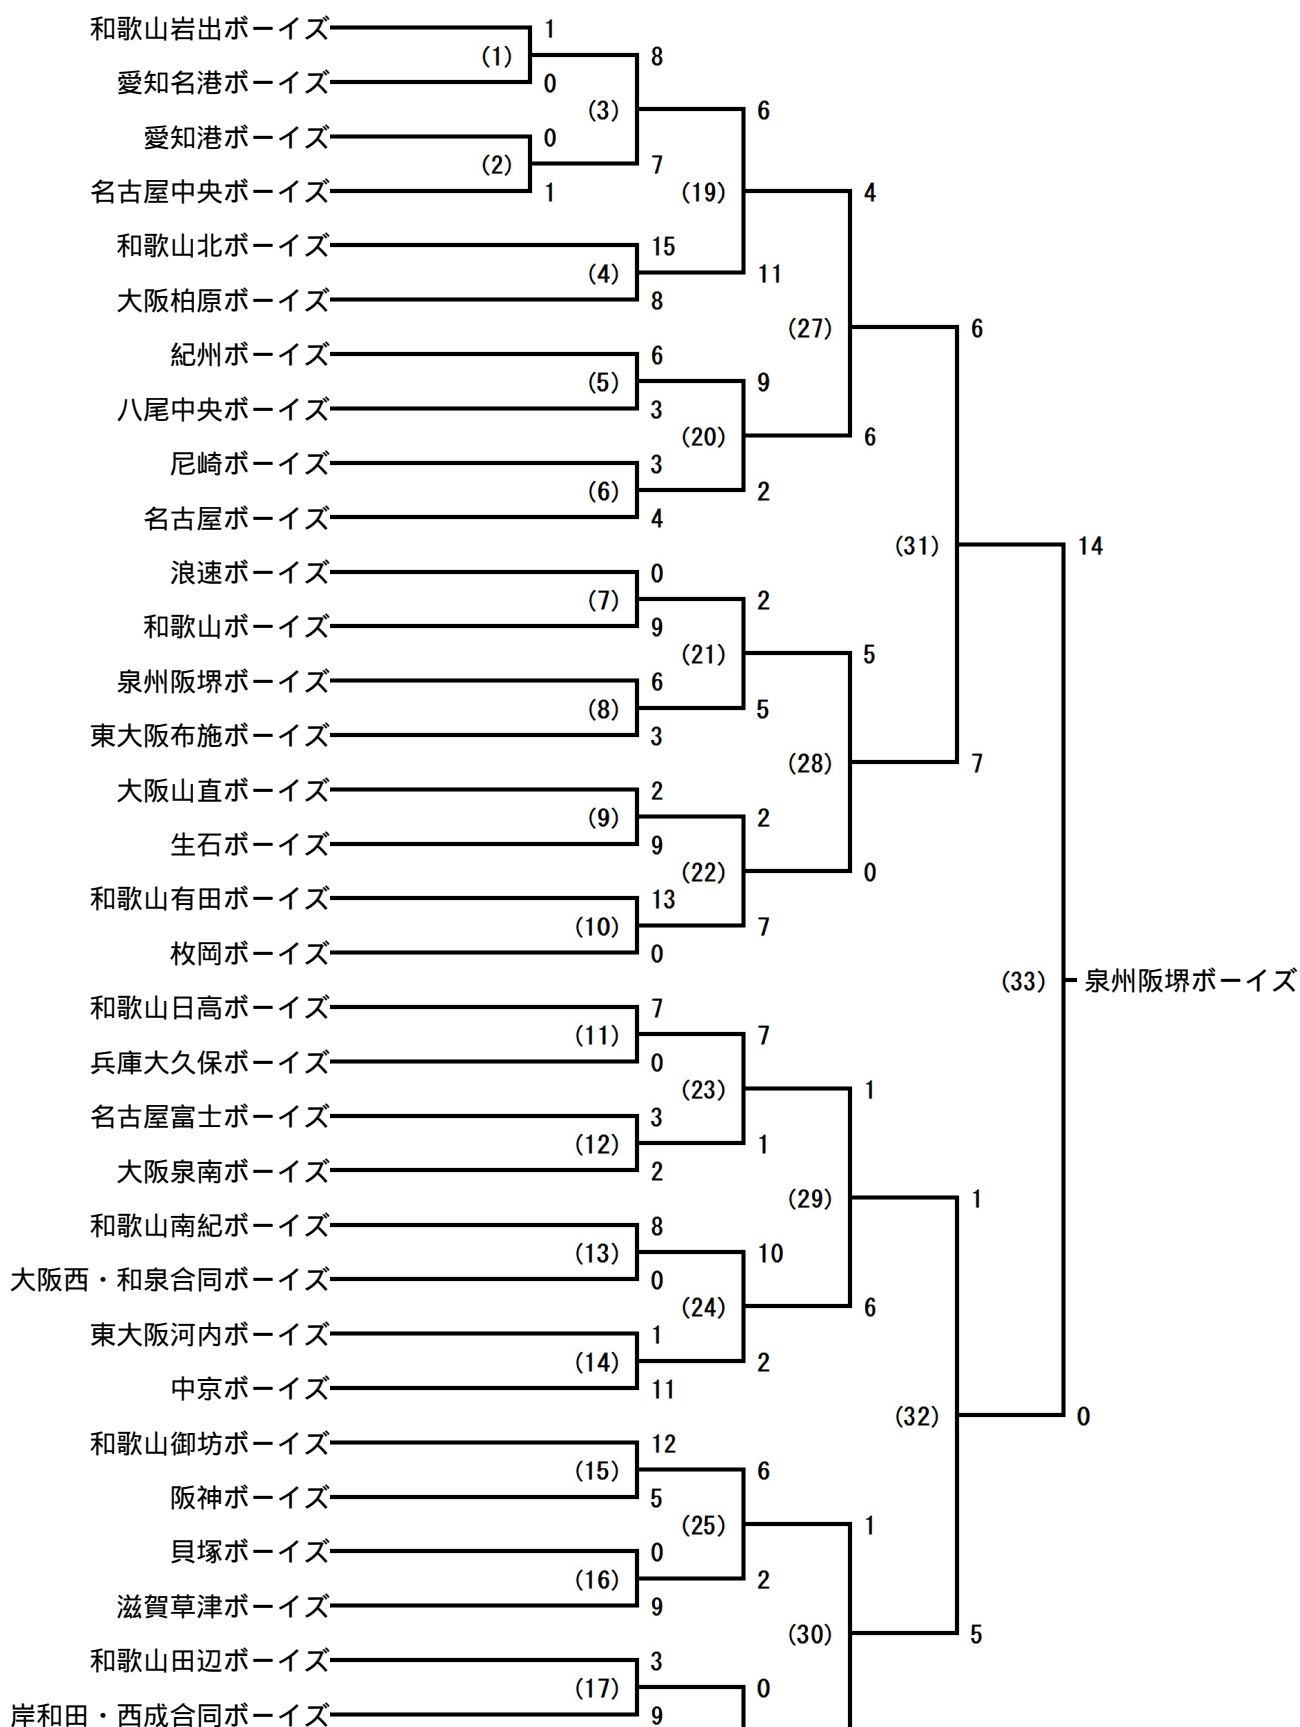 和歌山岩出ボーイズ 1
(1) 8
愛知名港ボーイズ 0
(3) 6
愛知港ボーイズ 0
(2) 7
名古屋中央ボーイズ 1 (19) 4
和歌山北ボーイズ 15
(4) 11
大阪柏原ボーイズ 8
(27) 6
紀州ボーイズ 6
(5) 9
八尾中央ボーイズ 3
(20) 6
尼崎ボーイズ 3
(6) 2
名古屋ボーイズ 4
(31) 14
浪速ボーイズ 0
(7) 2
和歌山ボーイズ 9
(21) 5
泉州阪堺ボーイズ 6
(8) 5
東大阪布施ボーイズ 3
(28) 7
大阪山直ボーイズ 2
(9) 2
生石ボーイズ 9
(22) 0
和歌山有田ボーイズ 13
(10) 7
枚岡ボーイズ 0
(33) 泉州阪堺ボーイズ
和歌山日高ボーイズ 7
(11) 7
兵庫大久保ボーイズ 0
(23) 1
名古屋富士ボーイズ 3
(12) 1
大阪泉南ボーイズ 2
(29) 1
和歌山南紀ボーイズ 8
(13) 10
大阪西・和泉合同ボーイズ 0
(24) 6
東大阪河内ボーイズ 1
(14) 2
中京ボーイズ 11
(32) 0
和歌山御坊ボーイズ 12
(15) 6
阪神ボーイズ 5
(25) 1
貝塚ボーイズ 0
(16) 2
滋賀草津ボーイズ 9
(30) 5
和歌山田辺ボーイズ 3
(17) 0
岸和田・西成合同ボーイズ 9